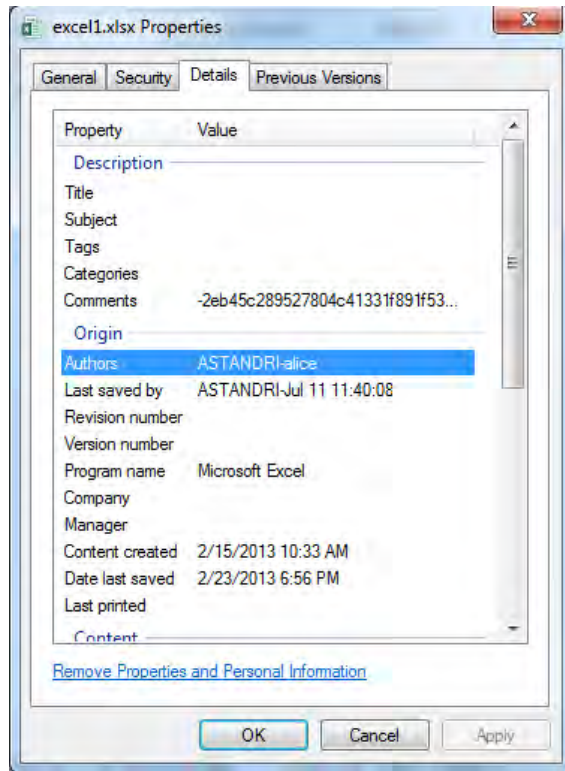 excel1.xlsx Properties
General Security Details Previous Versions
Property Value
Description
Title
Subject
Tags
Categories
Comments -2eb45c289527804c41331f891f53...
Origin
Authors ASTANDRI-alice
Last saved by ASTANDRI-Jul 11 11:40:08
Revision number
Version number
Program name Microsoft Excel
Company
Manager
Content created 2/15/2013 10:33 AM
Date last saved 2/23/2013 6:56 PM
Last printed
Content
Remove Properties and Personal Information
OK Cancel Apply